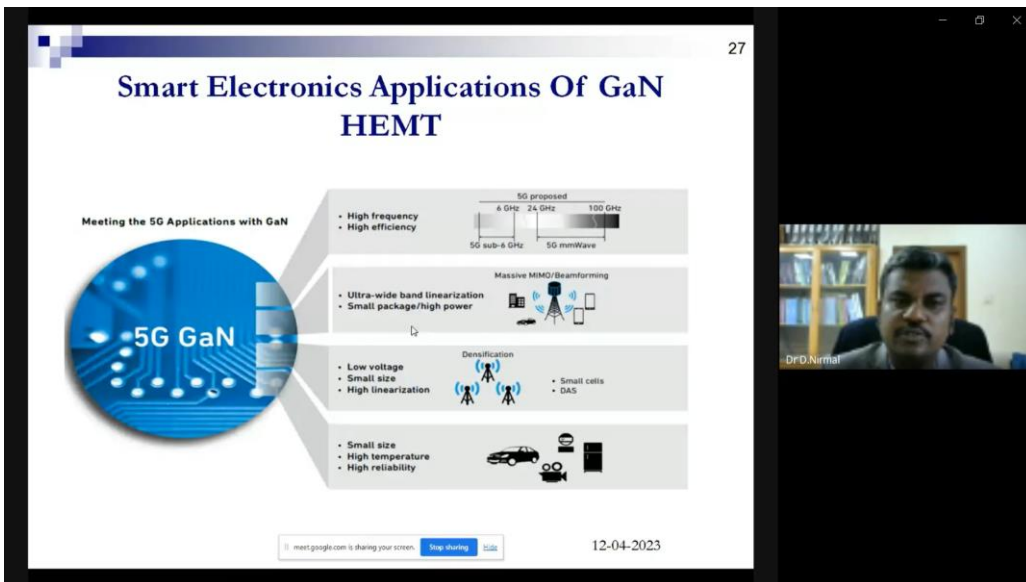 27
Smart Electronics Applications Of GaN
HEMT
Meeting the 5G Applications with GaN
5G GaN
• High frequency
• High efficiency
5G proposed
6 GHz 24 GHz 100 GHz
5G sub-6 GHz 5G mmWave
• Ultra-wide band linearization
• Small package/high power
Massive MIMO/Beamforming
• Low voltage
• Small size
• High linearization
Densification
• Small cells
• DAS
• Small size
• High temperature
• High reliability
meet.google.com is sharing your screen. Stop sharing Hide
12-04-2023
Dr D.Nirmal